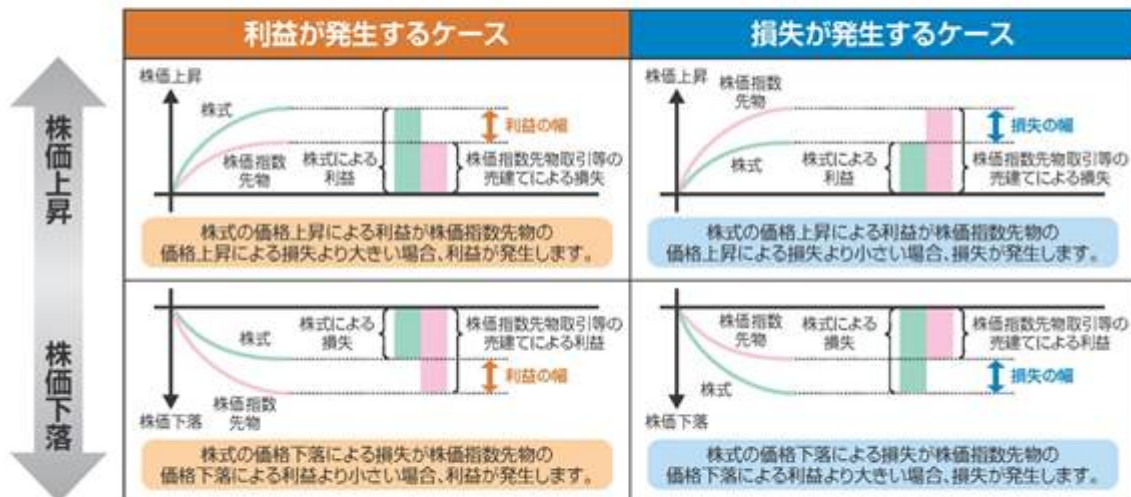 利益が発生するケース
損失が発生するケース
株価上昇
株価下落
株価上昇
株式
株価指数
先物
株式による
利益
利益の幅
株価指数先物取引等の
売建てによる損失
株式の価格上昇による利益が株価指数先物の
価格上昇による損失より大きい場合、利益が発生します。
株価上昇
株価指数
先物
株式
株式による
利益
損失の幅
株価指数先物取引等の
売建てによる損失
株式の価格上昇による利益が株価指数先物の
価格上昇による損失より小さい場合、損失が発生します。
株式
株式による
損失
株価指数先物取引等の
売建てによる利益
利益の幅
株価指数
先物
株価下落
株式の価格下落による損失が株価指数先物の
価格下落による利益より小さい場合、利益が発生します。
株価指数
先物
株式による
損失
株価指数先物取引等の
売建てによる利益
損失の幅
株式
株価下落
株式の価格下落による損失が株価指数先物の
価格下落による利益より大きい場合、損失が発生します。